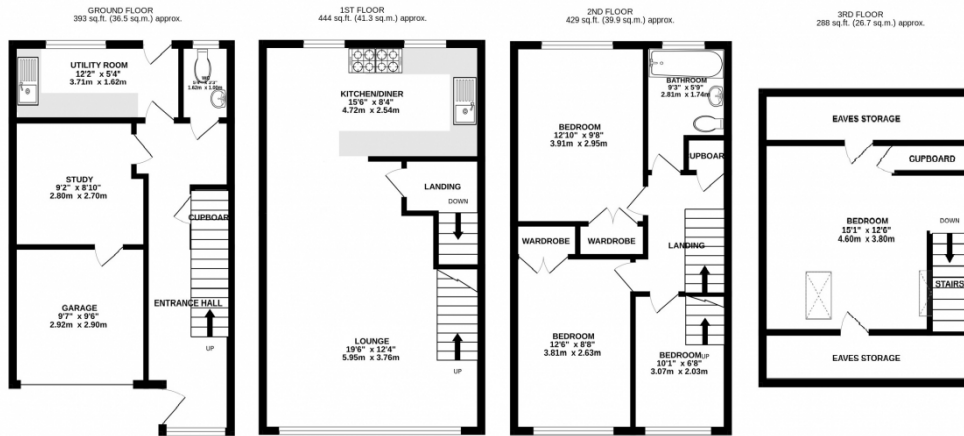 GROUND FLOOR
393 sq.ft. (36.5 sq.m.) approx.
UTILITY ROOM
12'2" x 5'4"
3.71m x 1.62m
WC
1.62m x 1.00m
STUDY
9'2" x 8'10"
2.80m x 2.70m
CUPBOARD
GARAGE
9'7" x 9'6"
2.92m x 2.90m
ENTRANCE HALL
UP
1ST FLOOR
444 sq.ft. (41.3 sq.m.) approx.
KITCHEN/DINER
15'6" x 8'4"
4.72m x 2.54m
LANDING
DOWN
LOUNGE
19'6" x 12'4"
5.95m x 3.76m
UP
2ND FLOOR
429 sq.ft. (39.9 sq.m.) approx.
BATHROOM
9'3" x 5'9"
2.81m x 1.74m
BEDROOM
12'10" x 9'8"
3.91m x 2.95m
CUPBOARD
WARDROBE
WARDROBE
LANDING
BEDROOM
12'6" x 8'8"
3.81m x 2.63m
BEDROOM
UP
10'1" x 6'8"
3.07m x 2.03m
3RD FLOOR
288 sq.ft. (26.7 sq.m.) approx.
EAVES STORAGE
CUPBOARD
BEDROOM
15'1" x 12'6"
4.60m x 3.80m
DOWN
STAIRS
EAVES STORAGE